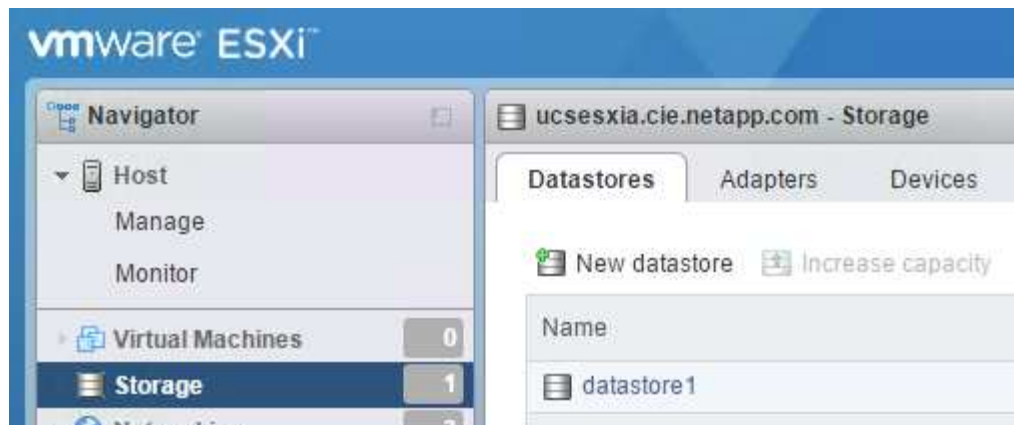 vmware ESXi™
Navigator
Host
Manage
Monitor
Virtual Machines 0
Storage 1
ucsesxia.cie.netapp.com - Storage
Datastores Adapters Devices
New datastore Increase capacity
Name
datastore1